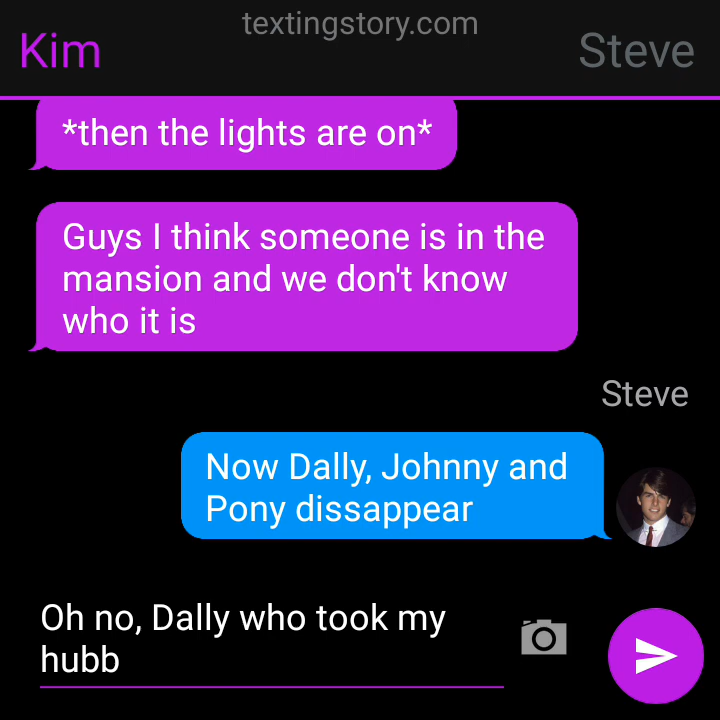 textingstory.com
Kim
Steve
*then the lights are on*
Guys I think someone is in the
mansion and we don't know
who it is
Steve
Now Dally, Johnny and
Pony dissappear
Oh no, Dally who took my
hubb